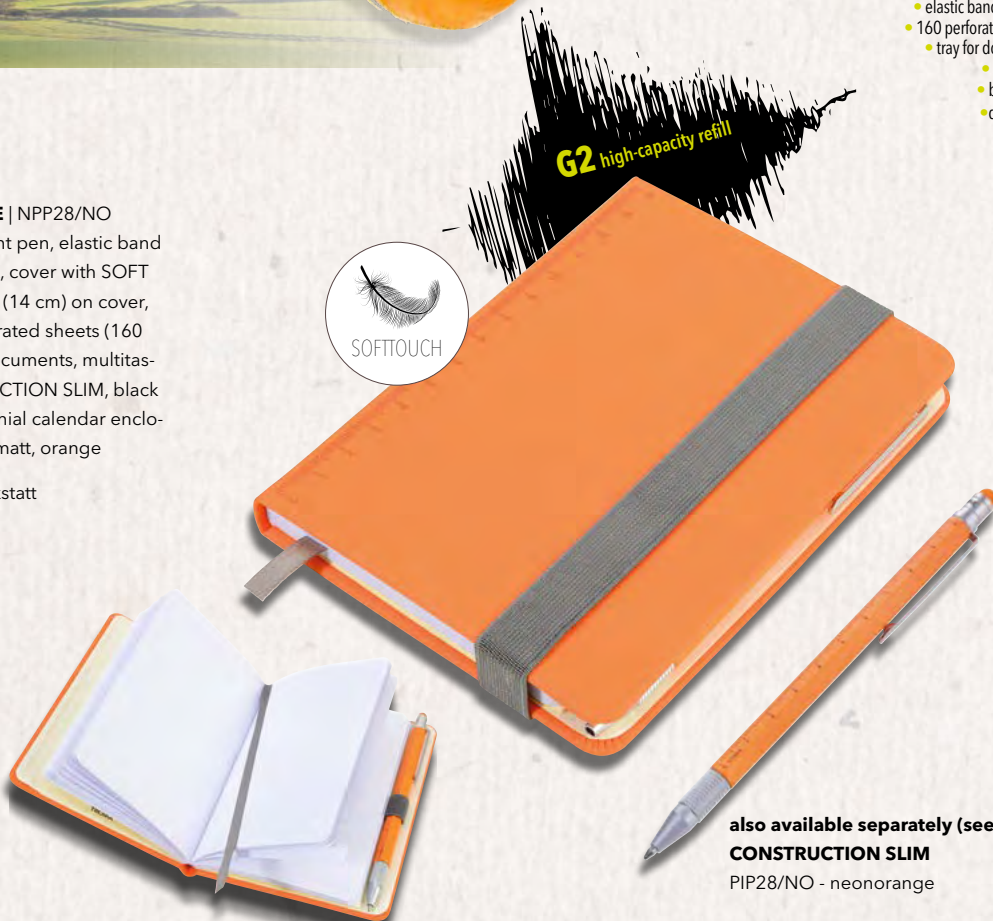 • elastic band
• 160 perforat
• tray for do
G2 high-capacity refill
E | NPP28/NO
nt pen, elastic band
, cover with SOFT
(14 cm) on cover,
rated sheets (160
cuments, multitas-
CTION SLIM, black
nial calendar enclo-
matt, orange
SOFTTOUCH
kstatt
TROIKA
also available separately (see
CONSTRUCTION SLIM
PIP28/NO - neonorange